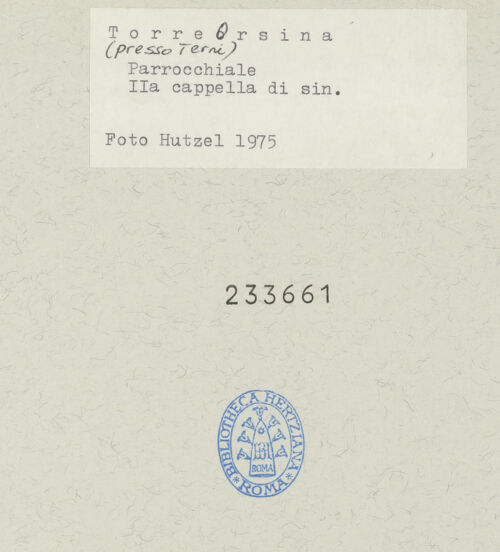 Torre Orsina
(presso Terni)
Parrocchiale
IIa cappella di sin.
Foto Hutzel 1975
233661
BIBLIOTHECA HERTZIANA
ROMA
*ROMA*